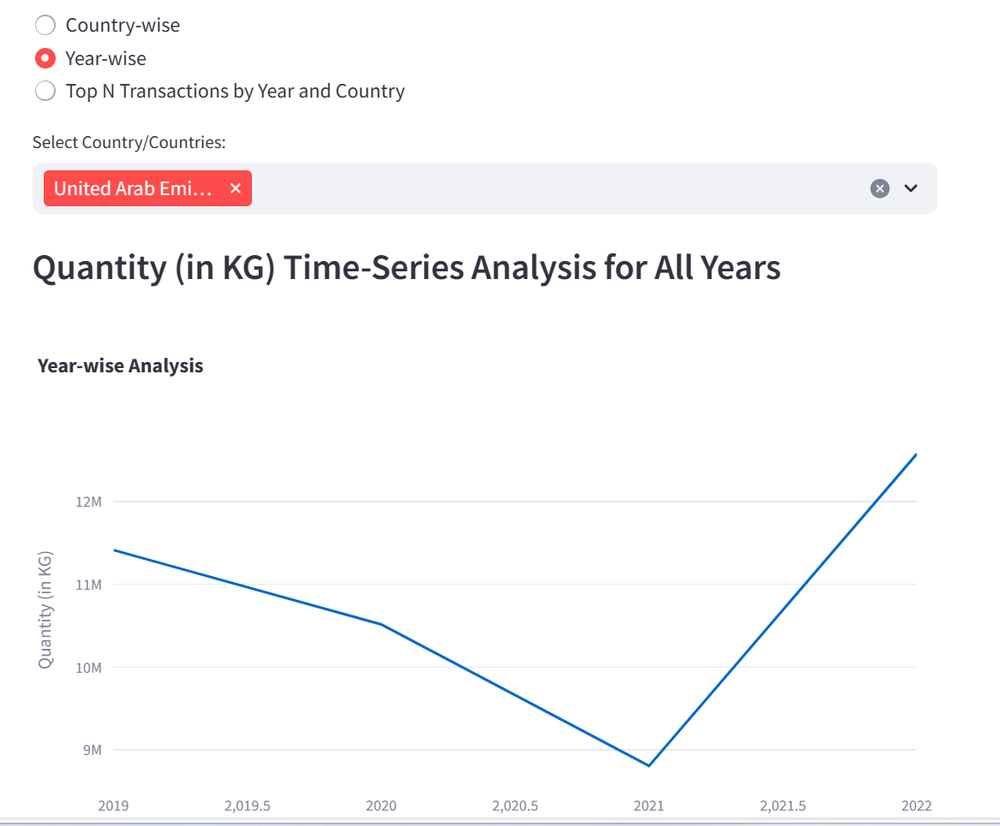 Country-wise
Year-wise
Top N Transactions by Year and Country
Select Country/Countries:
United Arab Emi...
Quantity (in KG) Time-Series Analysis for All Years
Year-wise Analysis
12M
11M
10M
9M
Quantity (in KG)
2019 2,019.5 2020 2,020.5 2021 2,021.5 2022